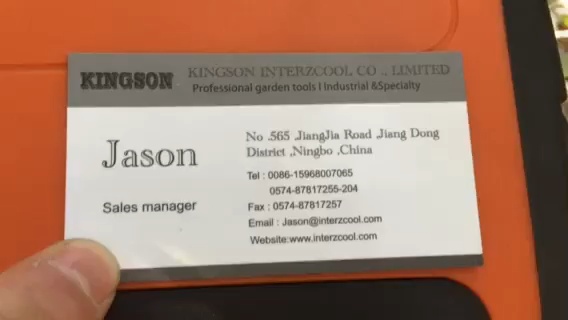 KINGSON KINGSON INTERZCOOL CO ., LIMITED
Professional garden tools I Industrial &Specialty
Jason
Sales manager
No .565 ,JiangJia Road ,Jiang Dong
District ,Ningbo ,China
Tel : 0086-15968007065
0574-87817255-204
Fax : 0574-87817257
Email : Jason@interzcool.com
Website:www.interzcool.com